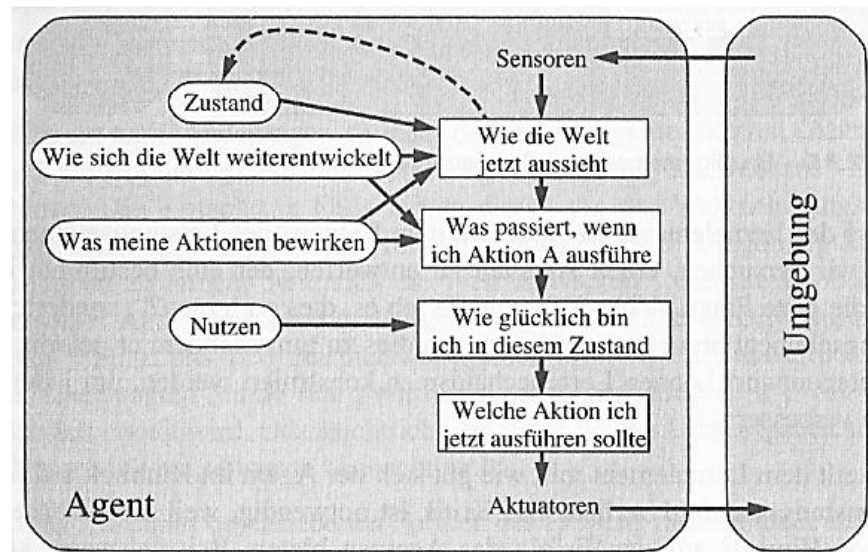 Sensoren
Zustand
Wie die Welt
jetzt aussieht
Wie sich die Welt weiterentwickelt
Was passiert, wenn
ich Aktion A ausführe
Was meine Aktionen bewirken
Wie glücklich bin
ich in diesem Zustand
Nutzen
Welche Aktion ich
jetzt ausführen sollte
Agent
Aktuatoren
Umgebung